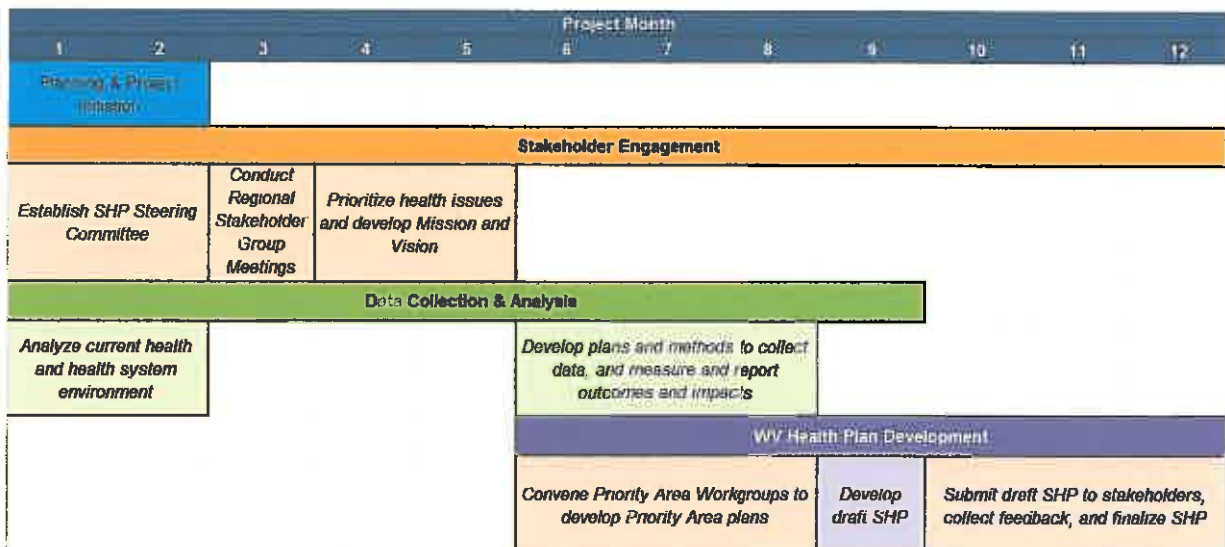 Project Month
1 2 3 4 5 6 7 8 9 10 11 12
Planning & Project
Initiation
Stakeholder Engagement
Establish SHP Steering
Committee
Conduct
Regional
Stakeholder
Group
Meetings
Prioritize health issues
and develop Mission and
Vision
Data Collection & Analysis
Analyze current health
and health system
environment
Develop plans and methods to collect
data, and measure and report
outcomes and impacts
WV Health Plan Development
Convene Priority Area Workgroups to
develop Priority Area plans
Develop
draft SHP
Submit draft SHP to stakeholders,
collect feedback, and finalize SHP